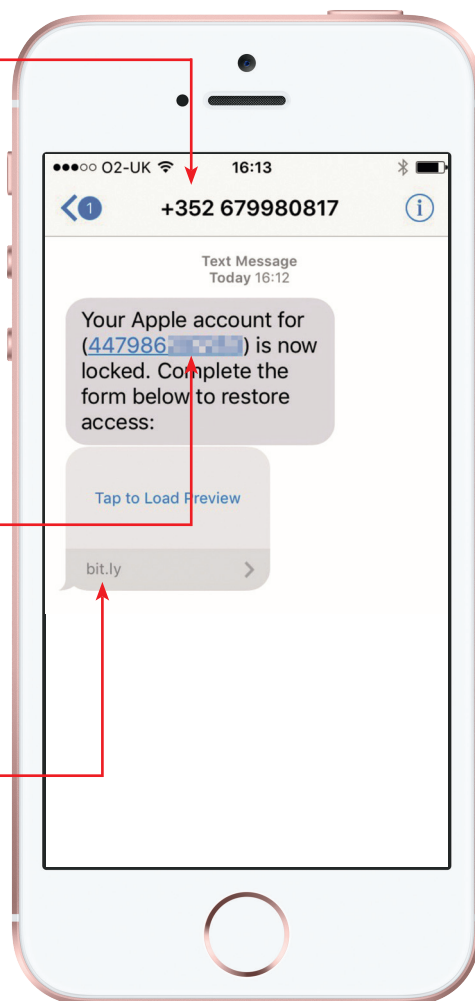 O2-UK 16:13
1 +352 679980817 i
Text Message
Today 16:12
Your Apple account for
(447986 ) is now
locked. Complete the
form below to restore
access:
Tap to Load Preview
bit.ly